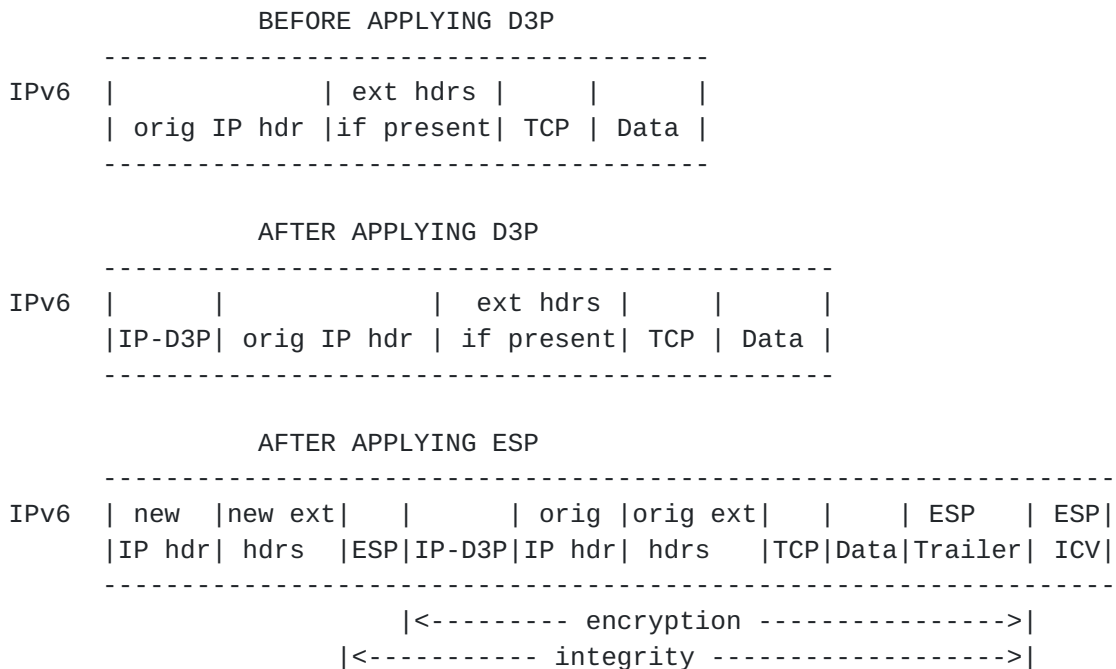 BEFORE APPLYING D3P
      ---------------------------------------
IPv6  |             | ext hdrs |     |      |
      | orig IP hdr |if present| TCP | Data |
      ---------------------------------------
                AFTER APPLYING D3P
      -----------------------------------------------
IPv6  |      |             |  ext hdrs |     |      |
      |IP-D3P| orig IP hdr | if present| TCP | Data |
      -----------------------------------------------
                AFTER APPLYING ESP
      -----------------------------------------------------------------
IPv6  | new  |new ext|   |      | orig |orig ext|   |    | ESP   | ESP|
      |IP hdr| hdrs  |ESP|IP-D3P|IP hdr| hdrs   |TCP|Data|Trailer| ICV|
      -----------------------------------------------------------------
                         |<--------- encryption ---------------->|
                     |<----------- integrity ------------------->|